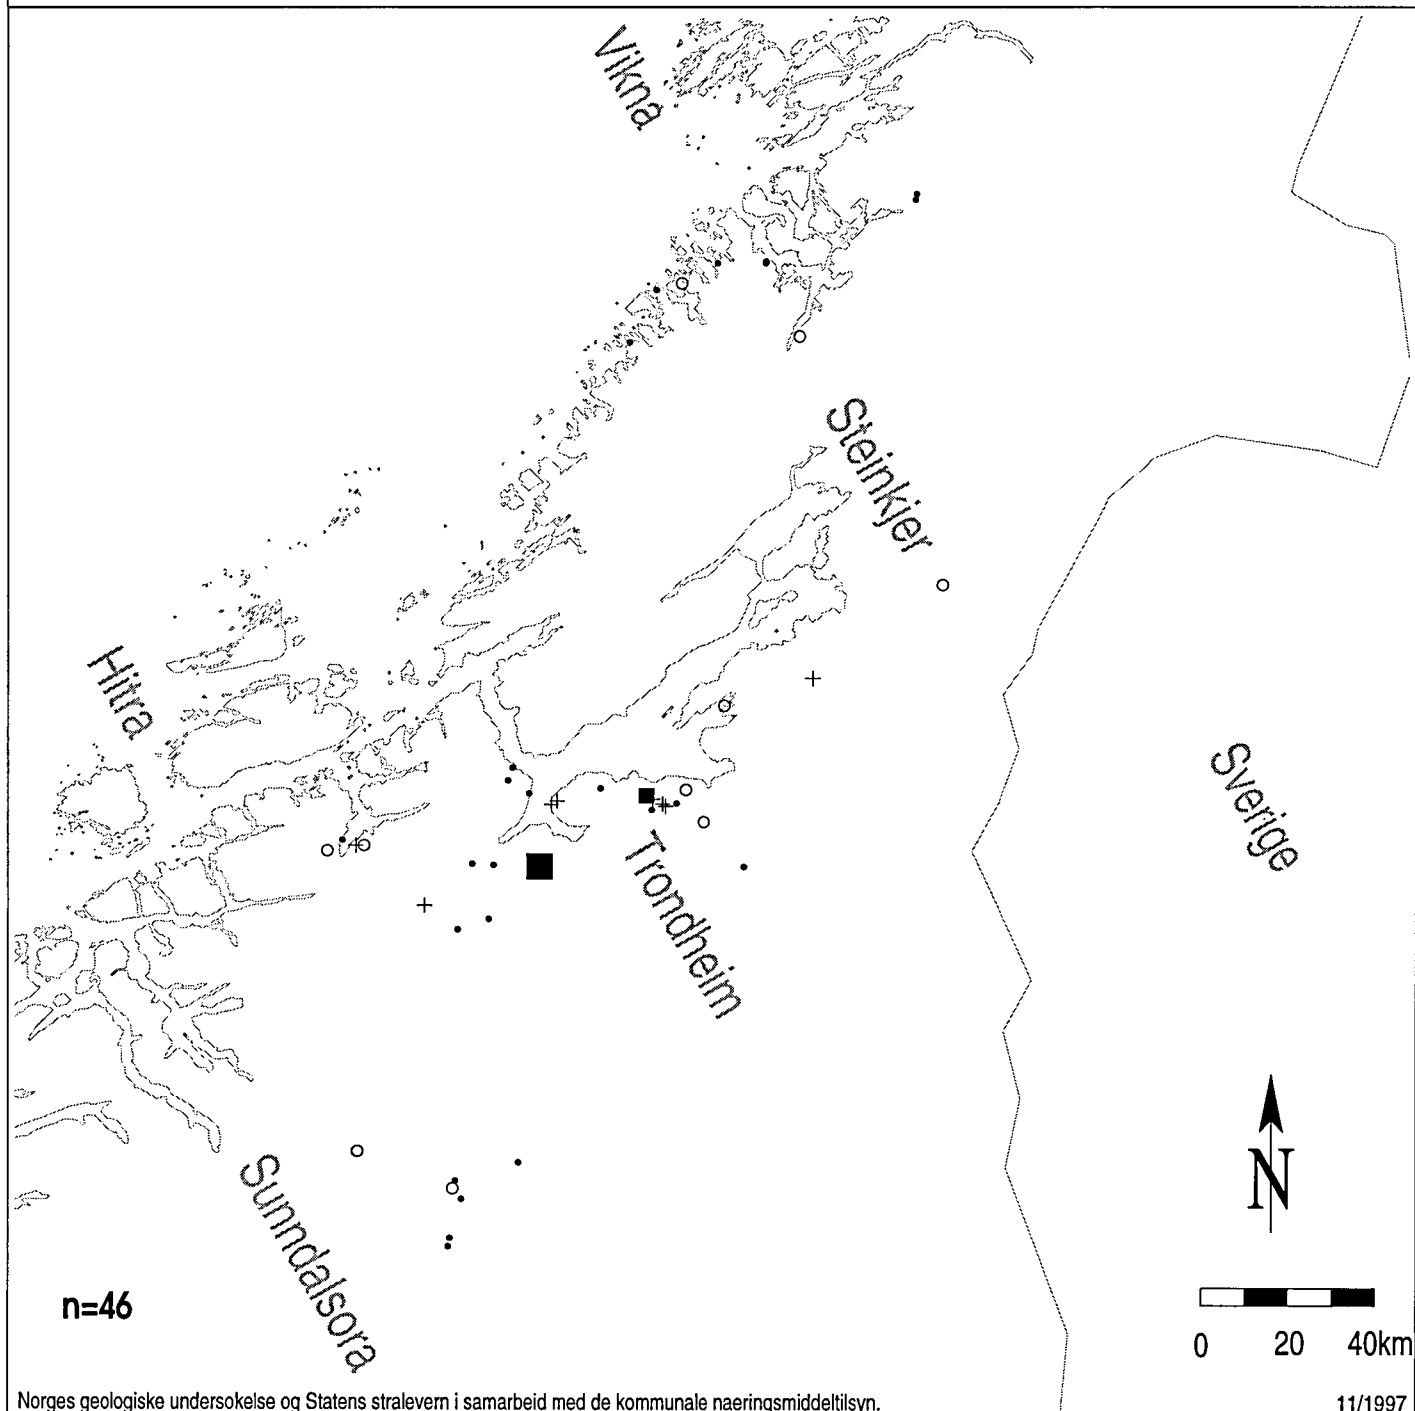 Vikna
Steinkjer
Hitra
Sverige
Trondheim
Sunndalsora
N
n=46
0 20 40km
Norges geologiske undersokelse og Statens stralevern i samarbeid med de kommunale naeringsmiddeltilsyn.
11/1997